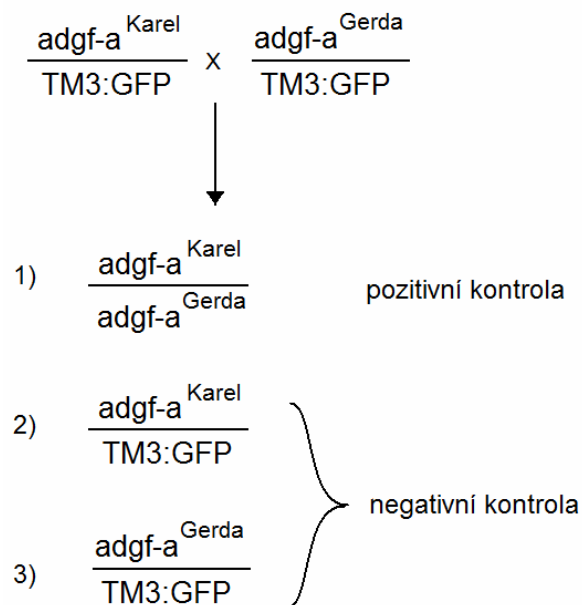 adgf-a Karel
TM3:GFP
x
adgf-a Gerda
TM3:GFP
1)
adgf-a Karel
adgf-a Gerda
pozitivní kontrola
2)
adgf-a Karel
TM3:GFP
negativní kontrola
3)
adgf-a Gerda
TM3:GFP